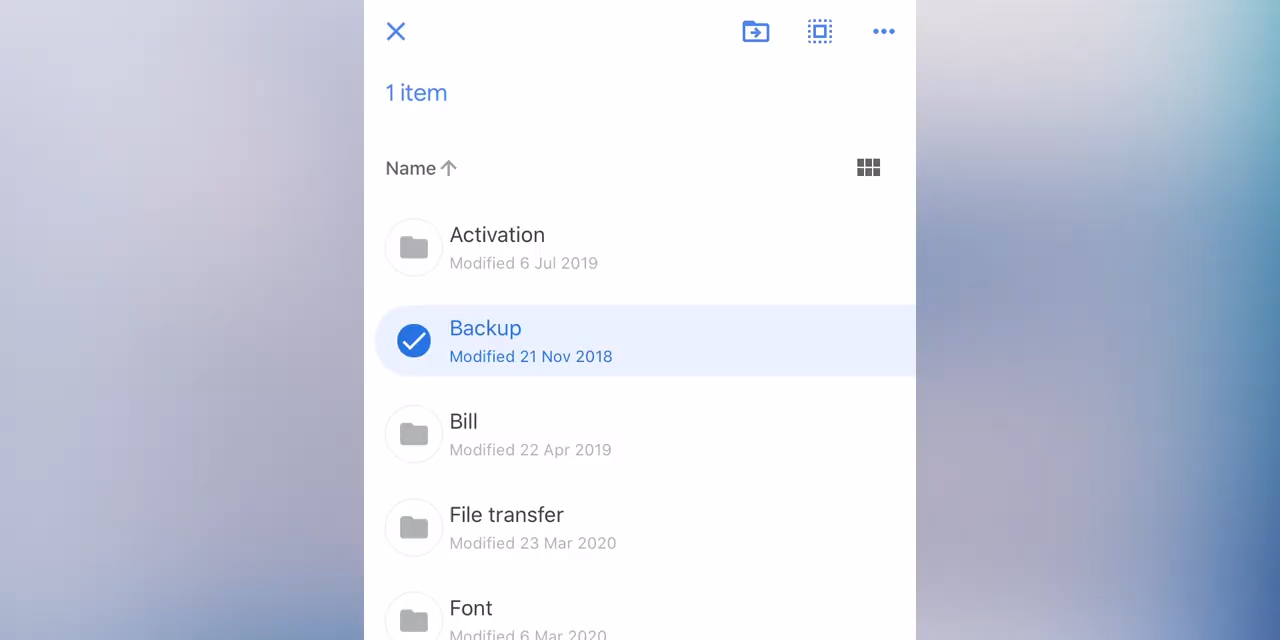 1 item
Name
Activation
Modified 6 Jul 2019
Backup
Modified 21 Nov 2018
Bill
Modified 22 Apr 2019
File transfer
Modified 23 Mar 2020
Font
Modified 6 Mar 2020